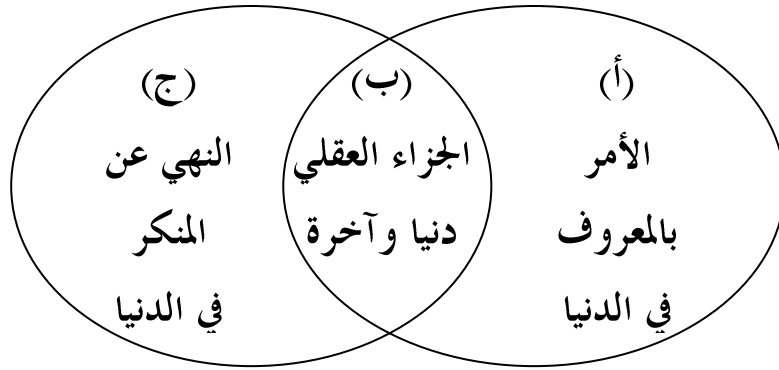 (أ)
الأمر
بالمعروف
في الدنيا
(ب)
الجزاء العقلي
دنيا وآخرة
(ج)
النهي عن
المنكر
في الدنيا